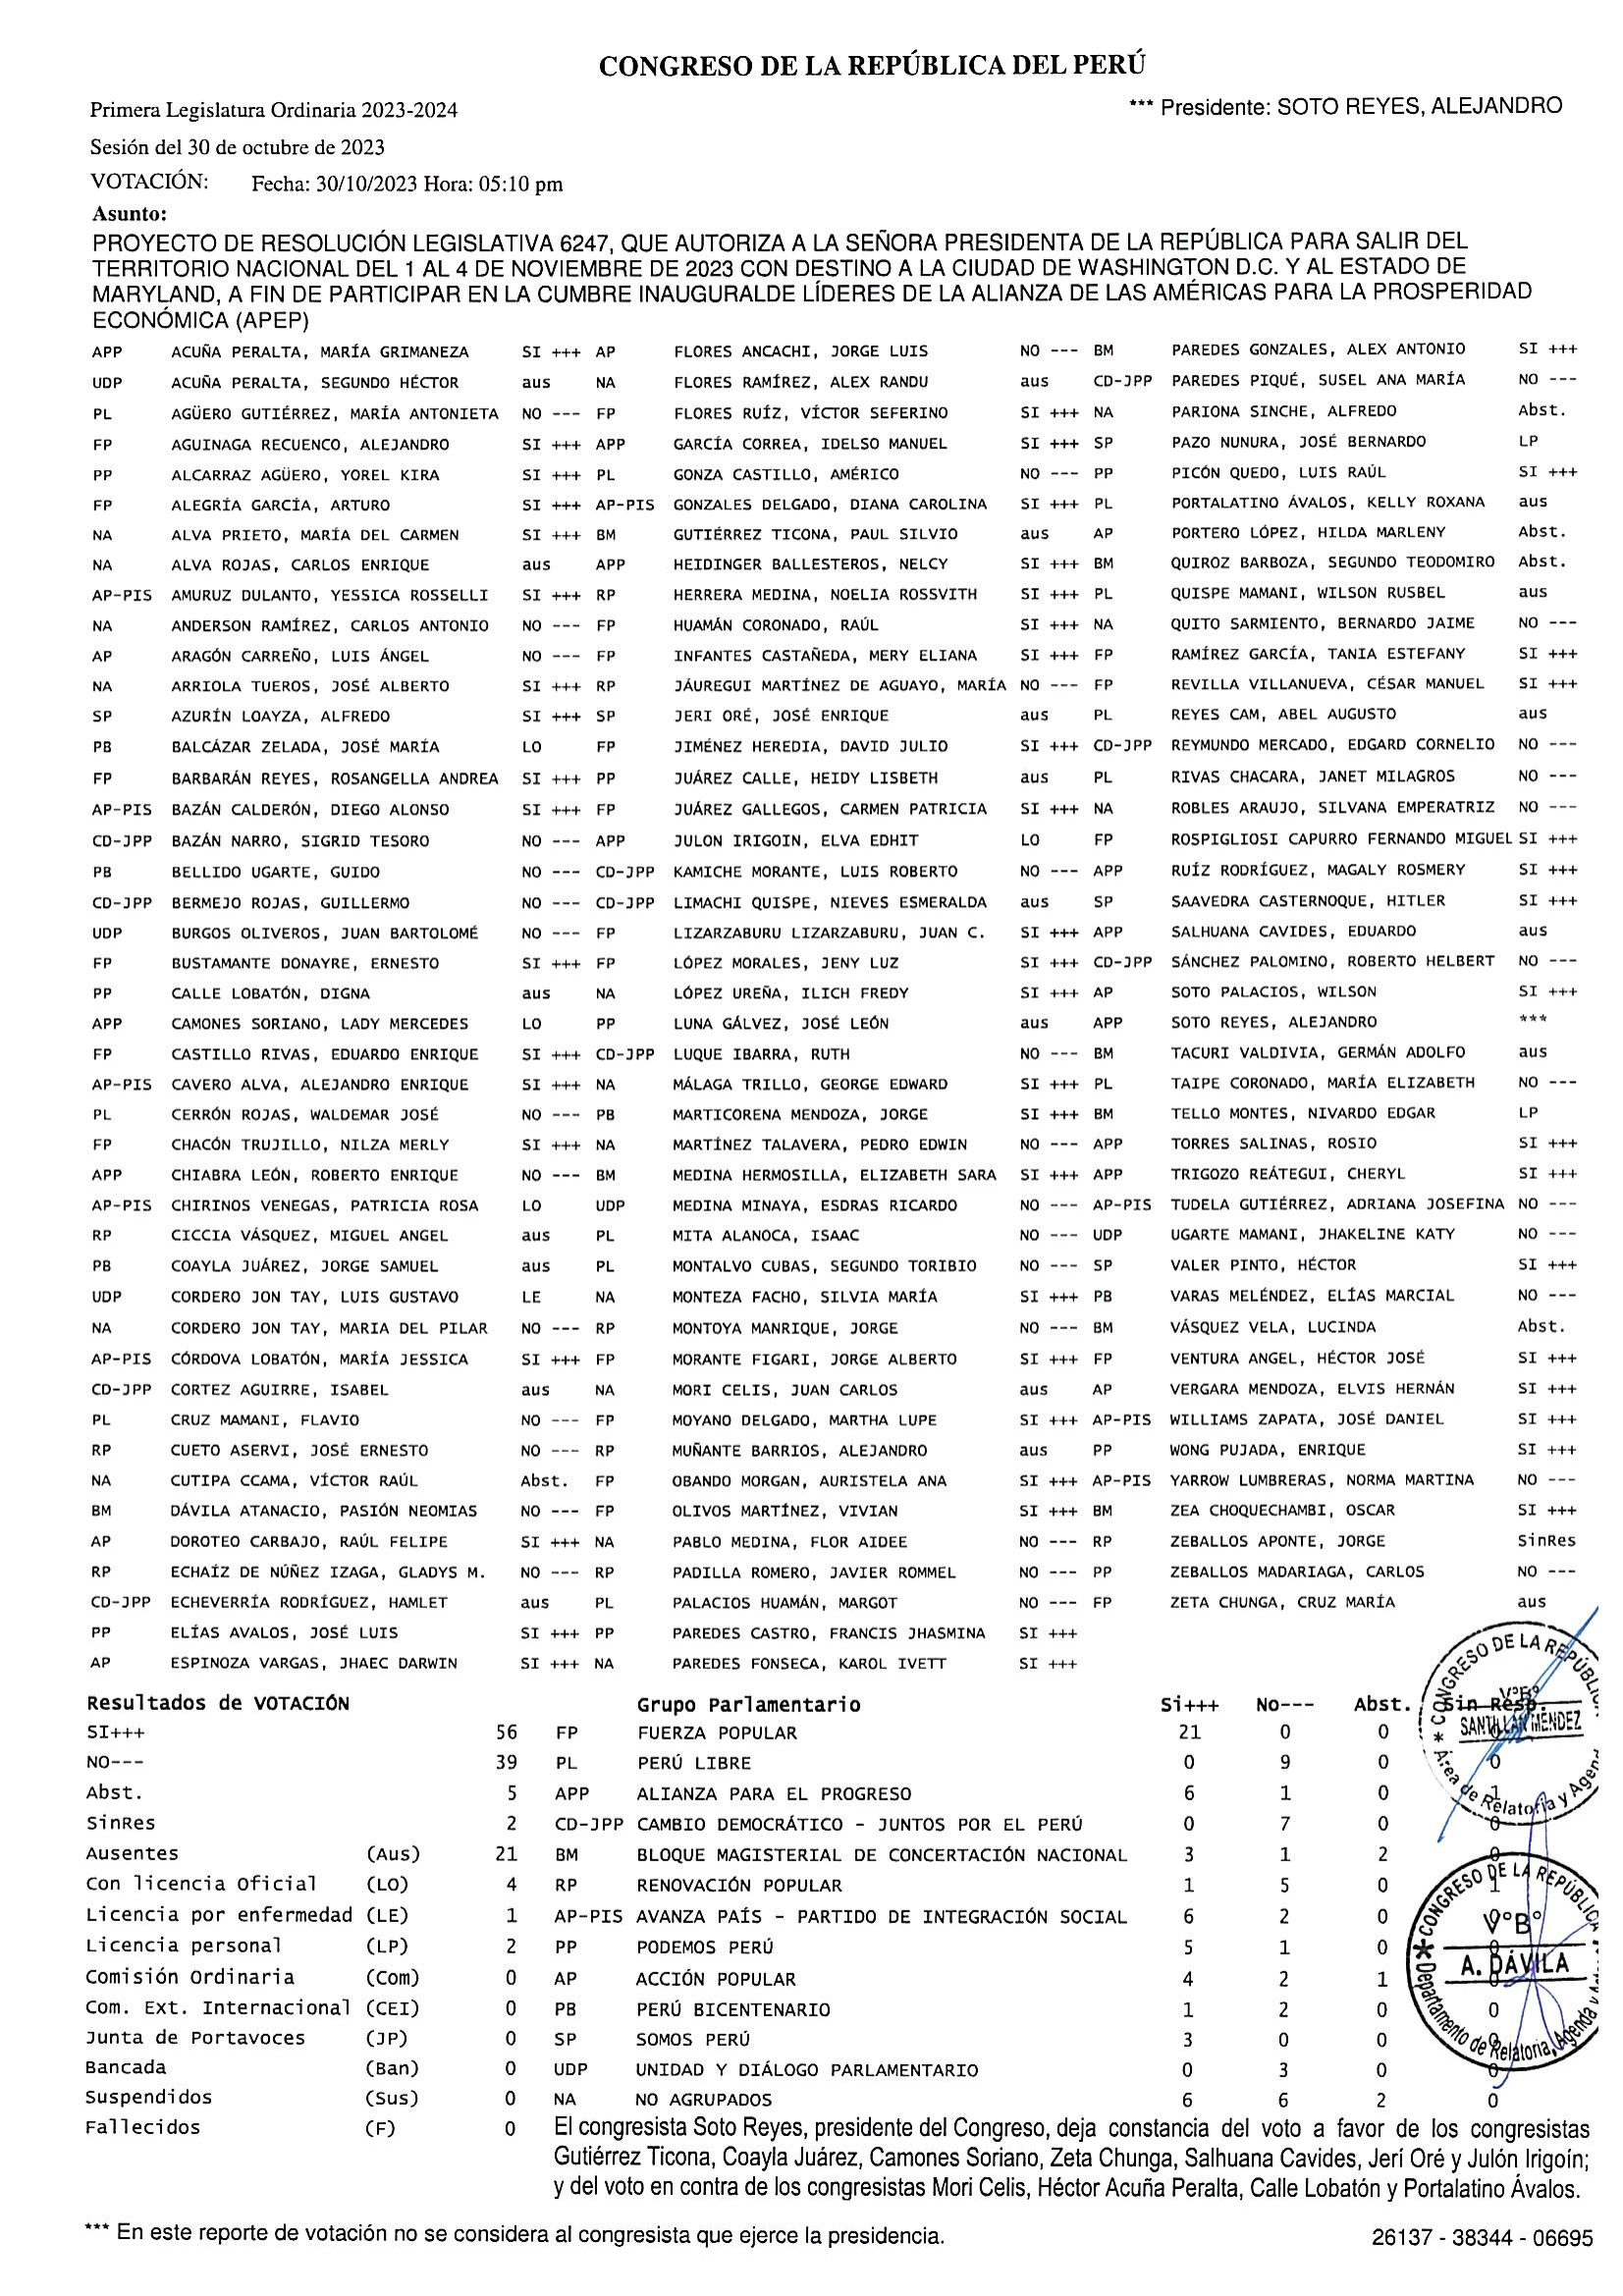 CONGRESO DE LA REPÚBLICA DEL PERÚ
Primera Legislatura Ordinaria 2023-2024 *** Presidente: SOTO REYES, ALEJANDRO
Sesión del 30 de octubre de 2023
VOTACIÓN: Fecha: 30/10/2023 Hora: 05:10 pm
Asunto:
PROYECTO DE RESOLUCIÓN LEGISLATIVA 6247, QUE AUTORIZA A LA SEÑORA PRESIDENTA DE LA REPÚBLICA PARA SALIR DEL
TERRITORIO NACIONAL DEL 1 AL 4 DE NOVIEMBRE DE 2023 CON DESTINO A LA CIUDAD DE WASHINGTON D.C. Y AL ESTADO DE
MARYLAND, A FIN DE PARTICIPAR EN LA CUMBRE INAUGURALDE LÍDERES DE LA ALIANZA DE LAS AMÉRICAS PARA LA PROSPERIDAD
ECONÓMICA (APEP)
APP ACUÑA PERALTA, MARÍA GRIMANEZA SI +++ AP FLORES ANCACHI, JORGE LUIS NO --- BM PAREDES GONZALES, ALEX ANTONIO SI +++
UDP ACUÑA PERALTA, SEGUNDO HÉCTOR aus NA FLORES RAMÍREZ, ALEX RANDU aus CD-JPP PAREDES PIQUÉ, SUSEL ANA MARÍA NO ---
PL AGÜERO GUTIÉRREZ, MARÍA ANTONIETA NO --- FP FLORES RUÍZ, VÍCTOR SEFERINO SI +++ NA PARIONA SINCHE, ALFREDO Abst.
FP AGUINAGA RECUENCO, ALEJANDRO SI +++ APP GARCÍA CORREA, IDELSO MANUEL SI +++ SP PAZO NUNURA, JOSÉ BERNARDO LP
PP ALCARRAZ AGÜERO, YOREL KIRA SI +++ PL GONZA CASTILLO, AMÉRICO NO --- PP PICÓN QUEDO, LUIS RAÚL SI +++
FP ALEGRÍA GARCÍA, ARTURO SI +++ AP-PIS GONZALES DELGADO, DIANA CAROLINA SI +++ PL PORTALATINO ÁVALOS, KELLY ROXANA aus
NA ALVA PRIETO, MARÍA DEL CARMEN SI +++ BM GUTIÉRREZ TICONA, PAUL SILVIO aus AP PORTERO LÓPEZ, HILDA MARLENY Abst.
NA ALVA ROJAS, CARLOS ENRIQUE aus APP HEIDINGER BALLESTEROS, NELCY SI +++ BM QUIROZ BARBOZA, SEGUNDO TEODOMIRO Abst.
AP-PIS AMURUZ DULANTO, YESSICA ROSSELLI SI +++ RP HERRERA MEDINA, NOELIA ROSSVITH SI +++ PL QUISPE MAMANI, WILSON RUSBEL aus
NA ANDERSON RAMÍREZ, CARLOS ANTONIO NO --- FP HUAMÁN CORONADO, RAÚL SI +++ NA QUITO SARMIENTO, BERNARDO JAIME NO ---
AP ARAGÓN CARREÑO, LUIS ÁNGEL NO --- FP INFANTES CASTAÑEDA, MERY ELIANA SI +++ FP RAMÍREZ GARCÍA, TANIA ESTEFANY SI +++
NA ARRIOLA TUEROS, JOSÉ ALBERTO SI +++ RP JÁUREGUI MARTÍNEZ DE AGUAYO, MARÍA NO --- FP REVILLA VILLANUEVA, CÉSAR MANUEL SI +++
SP AZURÍN LOAYZA, ALFREDO SI +++ SP JERI ORÉ, JOSÉ ENRIQUE aus PL REYES CAM, ABEL AUGUSTO aus
PB BALCÁZAR ZELADA, JOSÉ MARÍA LO FP JIMÉNEZ HEREDIA, DAVID JULIO SI +++ CD-JPP REYMUNDO MERCADO, EDGARD CORNELIO NO ---
FP BARBARÁN REYES, ROSANGELLA ANDREA SI +++ PP JUÁREZ CALLE, HEIDY LISBETH aus PL RIVAS CHACARA, JANET MILAGROS NO ---
AP-PIS BAZÁN CALDERÓN, DIEGO ALONSO SI +++ FP JUÁREZ GALLEGOS, CARMEN PATRICIA SI +++ NA ROBLES ARAUJO, SILVANA EMPERATRIZ NO ---
CD-JPP BAZÁN NARRO, SIGRID TESORO NO --- APP JULON IRIGOIN, ELVA EDHIT LO FP ROSPIGLIOSI CAPURRO FERNANDO MIGUEL SI +++
PB BELLIDO UGARTE, GUIDO NO --- CD-JPP KAMICHE MORANTE, LUIS ROBERTO NO --- APP RUÍZ RODRÍGUEZ, MAGALY ROSMERY SI +++
CD-JPP BERMEJO ROJAS, GUILLERMO NO --- CD-JPP LIMACHI QUISPE, NIEVES ESMERALDA aus SP SAAVEDRA CASTERNOQUE, HITLER SI +++
UDP BURGOS OLIVEROS, JUAN BARTOLOMÉ NO --- FP LIZARZABURU LIZARZABURU, JUAN C. SI +++ APP SALHUANA CAVIDES, EDUARDO aus
FP BUSTAMANTE DONAYRE, ERNESTO SI +++ FP LÓPEZ MORALES, JENY LUZ SI +++ CD-JPP SÁNCHEZ PALOMINO, ROBERTO HELBERT NO ---
PP CALLE LOBATÓN, DIGNA aus NA LÓPEZ UREÑA, ILICH FREDY SI +++ AP SOTO PALACIOS, WILSON SI +++
APP CAMONES SORIANO, LADY MERCEDES LO PP LUNA GÁLVEZ, JOSÉ LEÓN aus APP SOTO REYES, ALEJANDRO ***
FP CASTILLO RIVAS, EDUARDO ENRIQUE SI +++ CD-JPP LUQUE IBARRA, RUTH NO --- BM TACURI VALDIVIA, GERMÁN ADOLFO aus
AP-PIS CAVERO ALVA, ALEJANDRO ENRIQUE SI +++ NA MÁLAGA TRILLO, GEORGE EDWARD SI +++ PL TAIPE CORONADO, MARÍA ELIZABETH NO ---
PL CERRÓN ROJAS, WALDEMAR JOSÉ NO --- PB MARTICORENA MENDOZA, JORGE SI +++ BM TELLO MONTES, NIVARDO EDGAR LP
FP CHACÓN TRUJILLO, NILZA MERLY SI +++ NA MARTÍNEZ TALAVERA, PEDRO EDWIN NO --- APP TORRES SALINAS, ROSIO SI +++
APP CHIABRA LEÓN, ROBERTO ENRIQUE NO --- BM MEDINA HERMOSILLA, ELIZABETH SARA SI +++ APP TRIGOZO REÁTEGUI, CHERYL SI +++
AP-PIS CHIRINOS VENEGAS, PATRICIA ROSA LO UDP MEDINA MINAYA, ESDRAS RICARDO NO --- AP-PIS TUDELA GUTIÉRREZ, ADRIANA JOSEFINA NO ---
RP CICCIA VÁSQUEZ, MIGUEL ANGEL aus PL MITA ALANOCA, ISAAC NO --- UDP UGARTE MAMANI, JHAKELINE KATY NO ---
PB COAYLA JUÁREZ, JORGE SAMUEL aus PL MONTALVO CUBAS, SEGUNDO TORIBIO NO --- SP VALER PINTO, HÉCTOR SI +++
UDP CORDERO JON TAY, LUIS GUSTAVO LE NA MONTEZA FACHO, SILVIA MARÍA SI +++ PB VARAS MELÉNDEZ, ELÍAS MARCIAL NO ---
NA CORDERO JON TAY, MARIA DEL PILAR NO --- RP MONTOYA MANRIQUE, JORGE NO --- BM VÁSQUEZ VELA, LUCINDA Abst.
AP-PIS CÓRDOVA LOBATÓN, MARÍA JESSICA SI +++ FP MORANTE FIGARI, JORGE ALBERTO SI +++ FP VENTURA ANGEL, HÉCTOR JOSÉ SI +++
CD-JPP CORTEZ AGUIRRE, ISABEL aus NA MORI CELIS, JUAN CARLOS aus AP VERGARA MENDOZA, ELVIS HERNÁN SI +++
PL CRUZ MAMANI, FLAVIO NO --- FP MOYANO DELGADO, MARTHA LUPE SI +++ AP-PIS WILLIAMS ZAPATA, JOSÉ DANIEL SI +++
RP CUETO ASERVI, JOSÉ ERNESTO NO --- RP MUÑANTE BARRIOS, ALEJANDRO aus PP WONG PUJADA, ENRIQUE SI +++
NA CUTIPA CCAMA, VÍCTOR RAÚL Abst. FP OBANDO MORGAN, AURISTELA ANA SI +++ AP-PIS YARROW LUMBRERAS, NORMA MARTINA NO ---
BM DÁVILA ATANACIO, PASIÓN NEOMIAS NO --- FP OLIVOS MARTÍNEZ, VIVIAN SI +++ BM ZEA CHOQUECHAMBI, OSCAR SI +++
AP DOROTEO CARBAJO, RAÚL FELIPE SI +++ NA PABLO MEDINA, FLOR AIDEE NO --- RP ZEBALLOS APONTE, JORGE SinRes
RP ECHAÍZ DE NÚÑEZ IZAGA, GLADYS M. NO --- RP PADILLA ROMERO, JAVIER ROMMEL NO --- PP ZEBALLOS MADARIAGA, CARLOS NO ---
CD-JPP ECHEVERRÍA RODRÍGUEZ, HAMLET aus PL PALACIOS HUAMÁN, MARGOT NO --- FP ZETA CHUNGA, CRUZ MARÍA aus
PP ELÍAS AVALOS, JOSÉ LUIS SI +++ PP PAREDES CASTRO, FRANCIS JHASMINA SI +++
AP ESPINOZA VARGAS, JHAEC DARWIN SI +++ NA PAREDES FONSECA, KAROL IVETT SI +++
Resultados de VOTACIÓN Grupo Parlamentario Si+++ No--- Abst. Sin Resp.
SI+++ 56 FP FUERZA POPULAR 21 0 0 0
NO--- 39 PL PERÚ LIBRE 0 9 0 0
Abst. 5 APP ALIANZA PARA EL PROGRESO 6 1 0 1
SinRes 2 CD-JPP CAMBIO DEMOCRÁTICO - JUNTOS POR EL PERÚ 0 7 0 0
Ausentes (Aus) 21 BM BLOQUE MAGISTERIAL DE CONCERTACIÓN NACIONAL 3 1 2 0
Con licencia Oficial (LO) 4 RP RENOVACIÓN POPULAR 1 5 0 1
Licencia por enfermedad (LE) 1 AP-PIS AVANZA PAÍS - PARTIDO DE INTEGRACIÓN SOCIAL 6 2 0 0
Licencia personal (LP) 2 PP PODEMOS PERÚ 5 1 0 0
Comisión Ordinaria (Com) 0 AP ACCIÓN POPULAR 4 2 1 0
Com. Ext. Internacional (CEI) 0 PB PERÚ BICENTENARIO 1 2 0 0
Junta de Portavoces (JP) 0 SP SOMOS PERÚ 3 0 0 0
Bancada (Ban) 0 UDP UNIDAD Y DIÁLOGO PARLAMENTARIO 0 3 0 0
Suspendidos (Sus) 0 NA NO AGRUPADOS 6 6 2 0
Fallecidos (F) 0
CONGRESO DE LA REPÚBLIC
V°B°
SANTILLÁN MÉNDEZ
Área de Relatoría y Agen
CONGRESO DE LA REPÚBLICA
V°B°
A. DÁVILA
Departamento de Relatoría, Agenda y
El congresista Soto Reyes, presidente del Congreso, deja constancia del voto a favor de los congresistas
Gutiérrez Ticona, Coayla Juárez, Camones Soriano, Zeta Chunga, Salhuana Cavides, Jerí Oré y Julón Irigoín;
y del voto en contra de los congresistas Mori Celis, Héctor Acuña Peralta, Calle Lobatón y Portalatino Ávalos.
*** En este reporte de votación no se considera al congresista que ejerce la presidencia. 26137 - 38344 - 06695